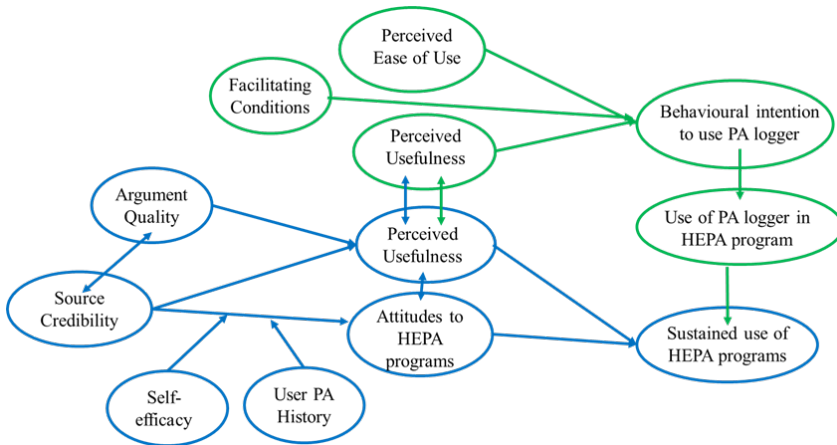 Perceived
Ease of Use
Facilitating
Conditions
Behavioural intention
to use PA logger
Perceived
Usefulness
Argument
Quality
Use of PA logger in
HEPA program
Perceived
Usefulness
Source
Credibility
Attitudes to
HEPA
programs
Sustained use of
HEPA programs
Self-
efficacy
User PA
History